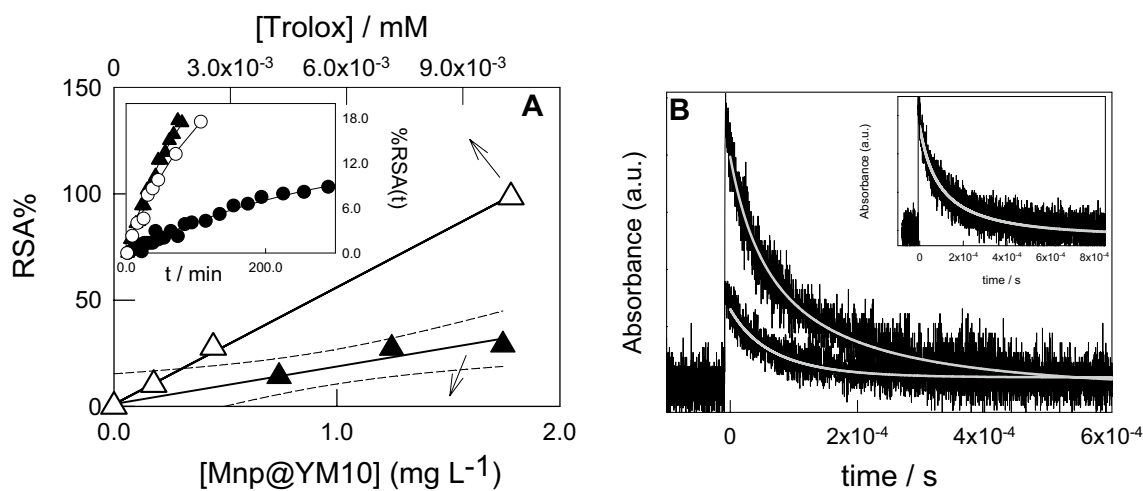 [Trolox] / mM
0 3.0x10-3 6.0x10-3 9.0x10-3
A
150
100
50
0
RSA%
18.0
12.0
6.0
0.0
%RSA(t)
0.0 200.0
t / min
0.0 1.0 2.0
[Mnp@YM10] (mg L-1)
B
Absorbance (a.u.)
0 2x10-4 4x10-4 6x10-4
time / s
Absorbance (a.u.)
0 2x10-4 4x10-4 6x10-4 8x10-4
time / s